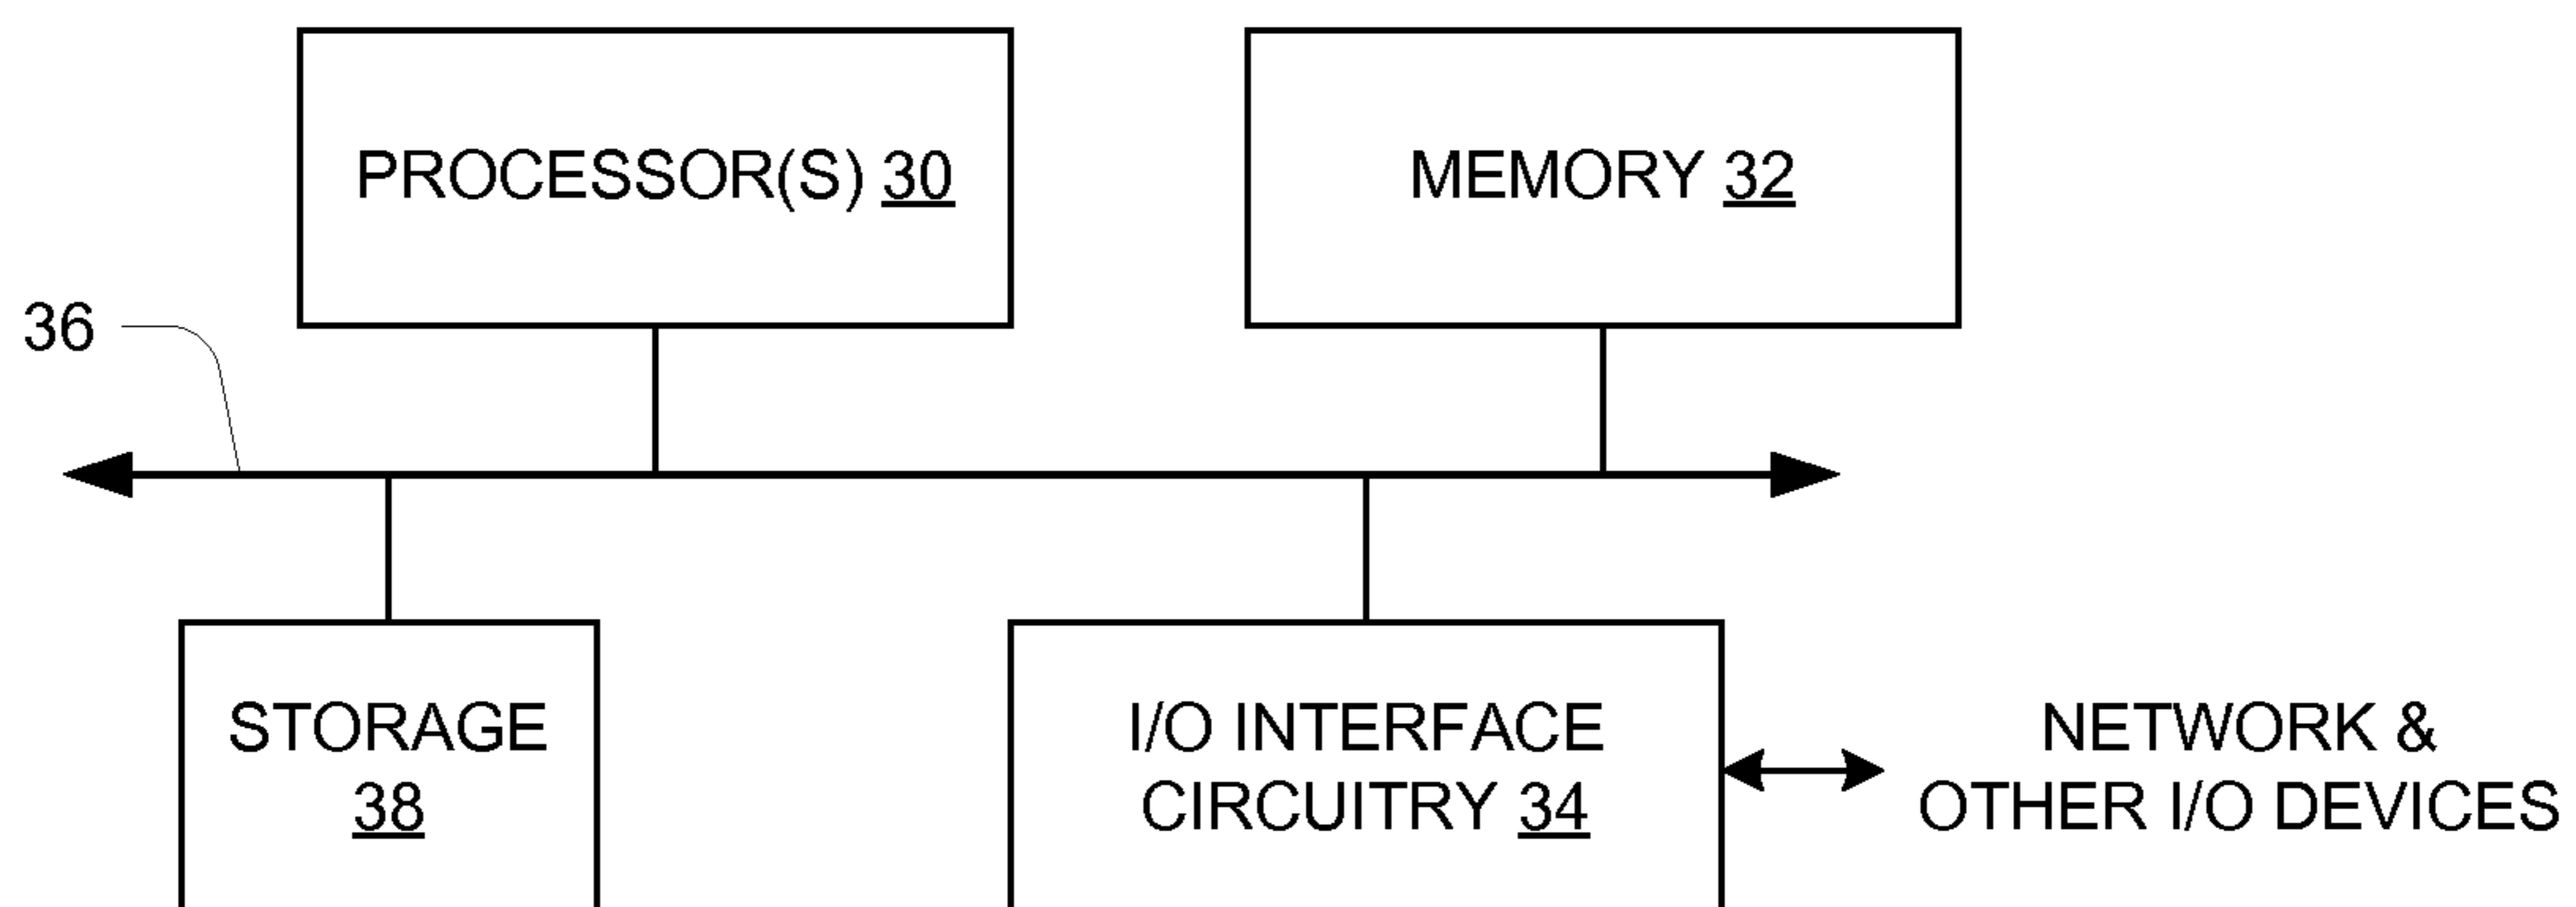 PROCESSOR(S) 30
MEMORY 32
36
STORAGE
38
I/O INTERFACE
CIRCUITRY 34
NETWORK &
OTHER I/O DEVICES